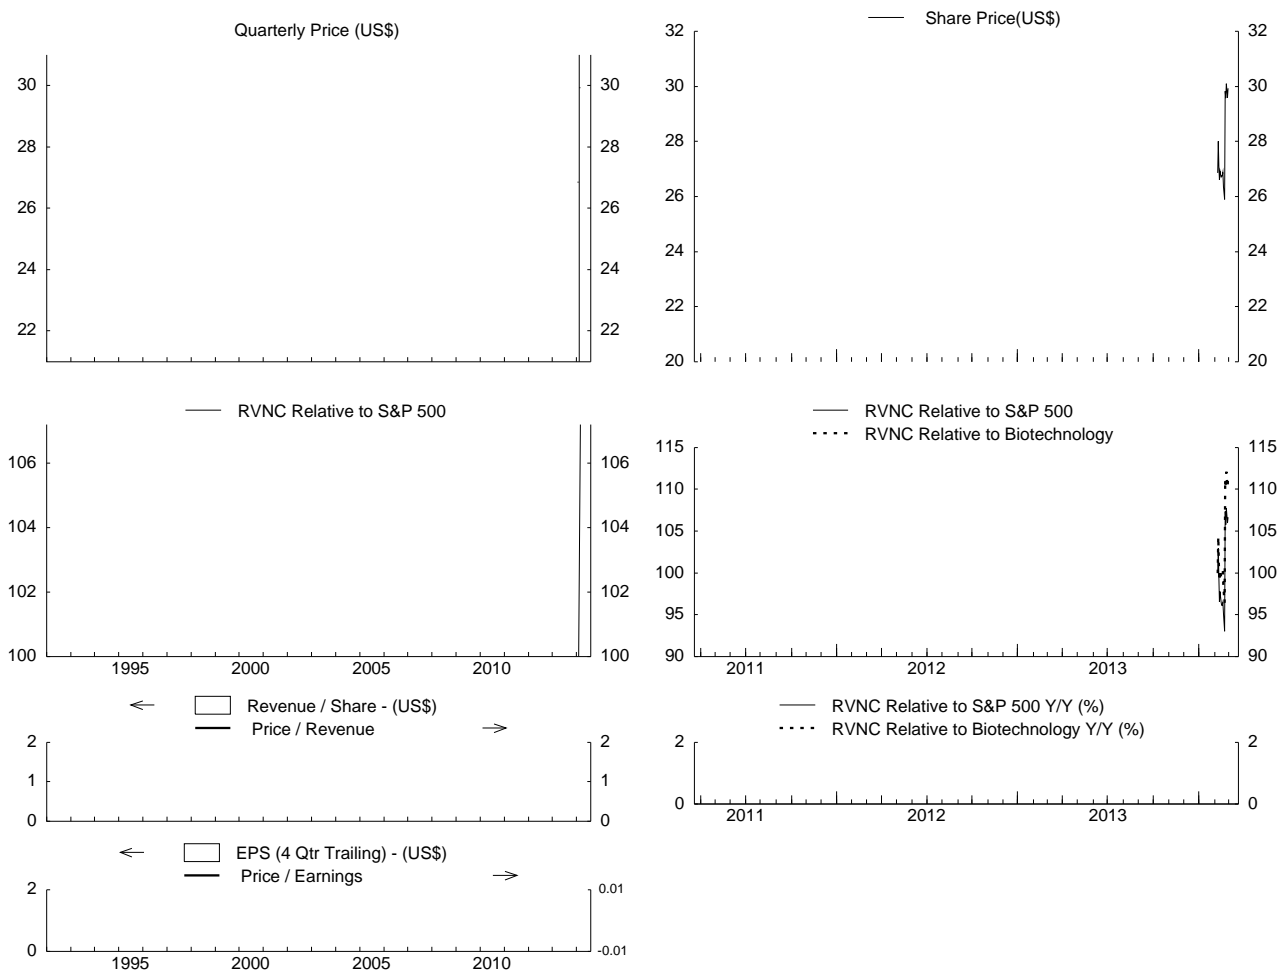 Quarterly Price (US$)
30 30
28 28
26 26
24 24
22 22
Share Price(US$)
32 32
30 30
28 28
26 26
24 24
22 22
20 20
RVNC Relative to S&P 500
106 106
104 104
102 102
100 100
1995 2000 2005 2010
RVNC Relative to S&P 500
RVNC Relative to Biotechnology
115 115
110 110
105 105
100 100
95 95
90 90
2011 2012 2013
Revenue / Share - (US$)
Price / Revenue
2 2
1 1
0 0
RVNC Relative to S&P 500 Y/Y (%)
RVNC Relative to Biotechnology Y/Y (%)
2 2
0 0
2011 2012 2013
EPS (4 Qtr Trailing) - (US$)
Price / Earnings
2 0.01
0 -0.01
1995 2000 2005 2010